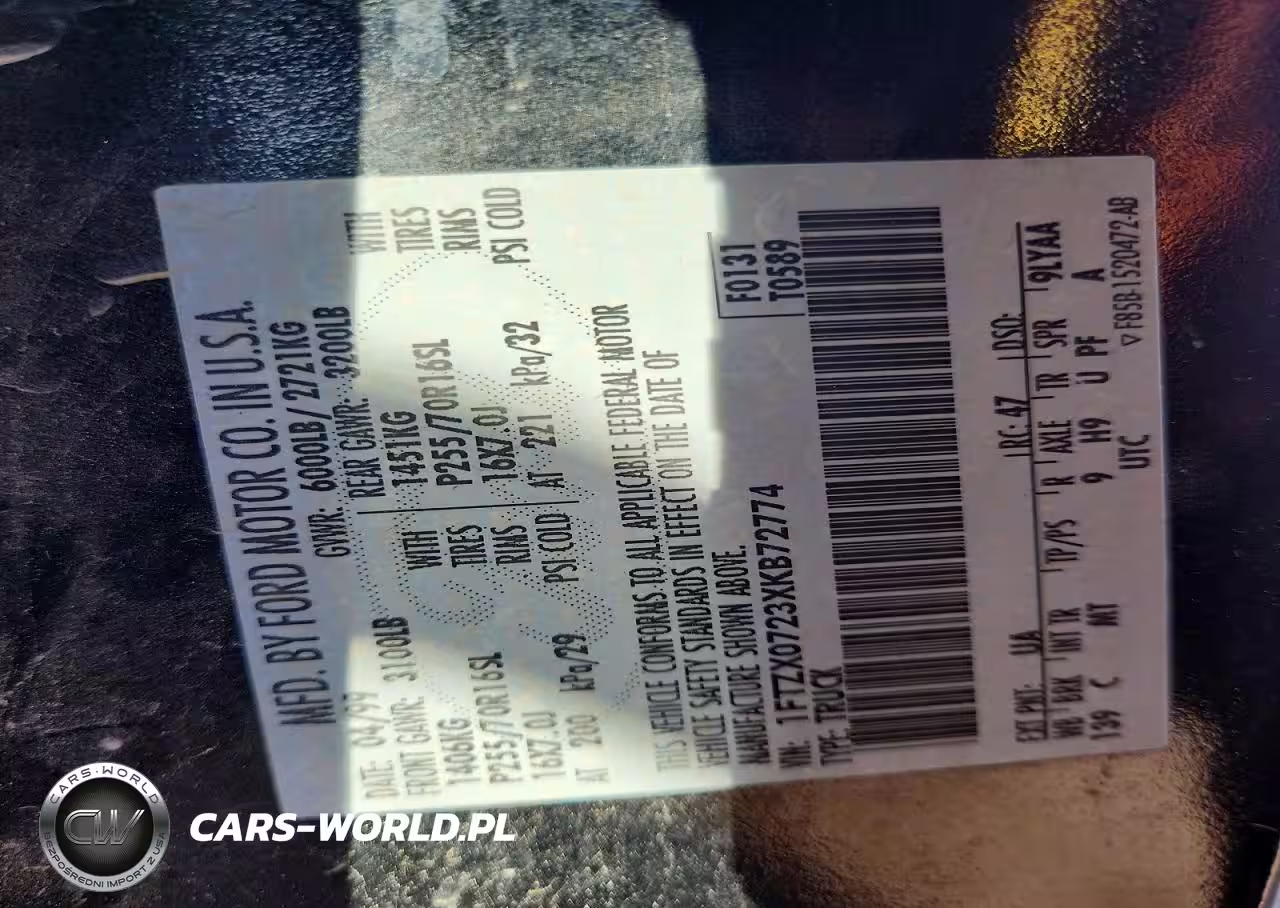 MFD. BY FORD MOTOR CO. IN U.S.A.
DATE: 04/99 GVWR: 6000LB/ 2721KG
FRONT GAWR: 3100LB REAR GAWR: 3200LB
1406KG WITH 1451KG WITH
P255/70R16SL TIRES P255/70R16SL TIRES
16X7.0J RIMS 16X7.0J RIMS
AT 200 kPa/29 PSI COLD AT 221 kPa/32 PSI COLD
THIS VEHICLE CONFORMS TO ALL APPLICABLE FEDERAL MOTOR
VEHICLE SAFETY STANDARDS IN EFFECT ON THE DATE OF
MANUFACTURE SHOWN ABOVE.
VIN: 1FTZX0723XKB72774
TYPE: TRUCK
F0131
T0589
EXT PNT: UA RC: 47 DSO:
WB BRK INT TR TP/PS R AXLE TR SPR 9LYAA
139 C MT 9 H9 U PF A
UTC
▽ F85B-1520472-AB
CARS-WORLD
CW
BEZPOŚREDNI IMPORT Z USA
CARS-WORLD.PL